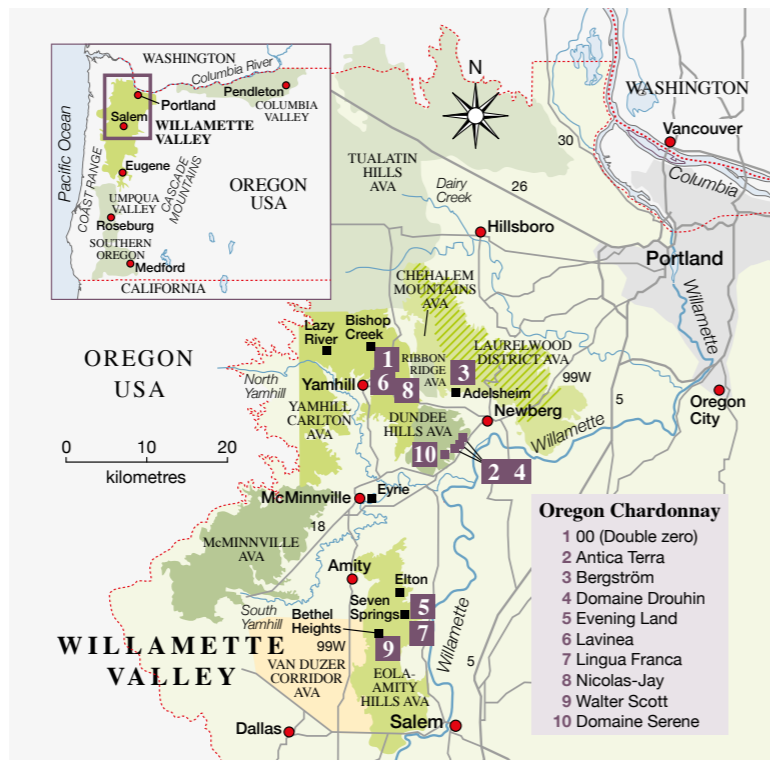 WASHINGTON
Columbia River
Portland
Pendleton
COLUMBIA
VALLEY
Salem
WILLAMETTE
VALLEY
Pacific Ocean
COAST RANGE
Eugene
CASCADE
MOUNTAINS
UMPQUA
VALLEY
Roseburg
OREGON
USA
SOUTHERN
OREGON
Medford
CALIFORNIA
N
WASHINGTON
Vancouver
Columbia
30
26
TUALATIN
HILLS
AVA
Dairy
Creek
Hillsboro
Portland
Willamette
CHEHALEM
MOUNTAINS
AVA
Lazy
River
Bishop
Creek
OREGON
USA
1
RIBBON
RIDGE
AVA
3
LAURELWOOD
DISTRICT AVA
99W
North
Yamhill
Yamhill
6
8
Adelsheim
5
Oregon
City
YAMHILL
CARLTON
AVA
DUNDEE
HILLS AVA
Newberg
Willamette
10
2 4
0 10 20
kilometres
McMinnville
Eyrie
18
McMINNVILLE
AVA
Amity
Elton
Seven
Springs
5
7
South
Yamhill
Bethel
Heights
9
Willamette
WILLAMETTE
VALLEY
99W
VAN DUZER
CORRIDOR
AVA
EOLA-
AMITY
HILLS AVA
5
Dallas
Salem
Oregon Chardonnay
1 00 (Double zero)
2 Antica Terra
3 Bergström
4 Domaine Drouhin
5 Evening Land
6 Lavinea
7 Lingua Franca
8 Nicolas-Jay
9 Walter Scott
10 Domaine Serene